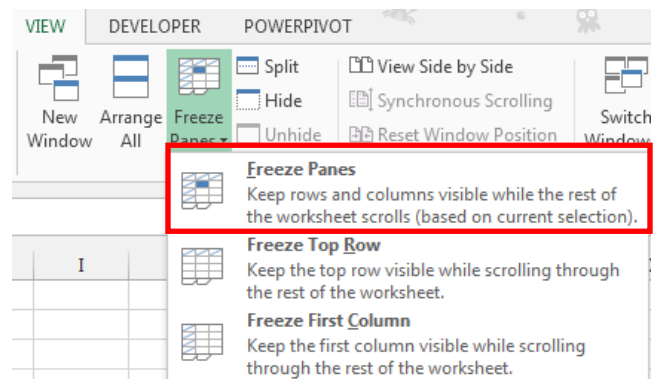 VIEW DEVELOPER POWERPIVOT
Split View Side by Side
Hide Synchronous Scrolling
New Arrange Freeze Switch
Window All Panes Unhide Reset Window Position Window
Freeze Panes
Keep rows and columns visible while the rest of
the worksheet scrolls (based on current selection).
Freeze Top Row
I
Keep the top row visible while scrolling through
the rest of the worksheet.
Freeze First Column
Keep the first column visible while scrolling
through the rest of the worksheet.